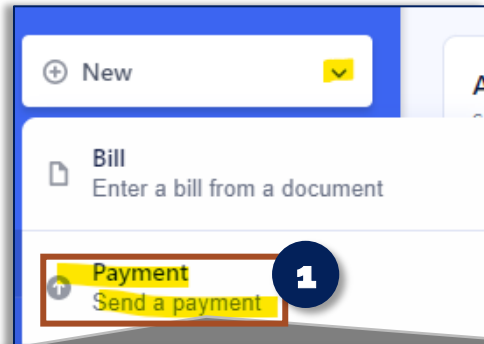 New
A
Bill
Enter a bill from a document
Payment
1
Send a payment